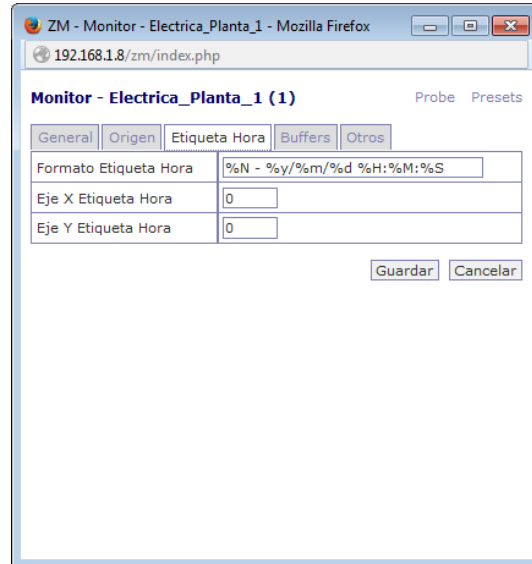 ZM - Monitor - Electrica_Planta_1 - Mozilla Firefox
192.168.1.8/zm/index.php
Monitor - Electrica_Planta_1 (1) Probe Presets
General Origen Etiqueta Hora Buffers Otros
Formato Etiqueta Hora %N - %y/%m/%d %H:%M:%S
Eje X Etiqueta Hora 0
Eje Y Etiqueta Hora 0
Guardar Cancelar